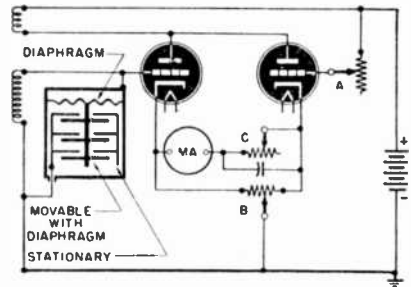 DIAPHRAGM
A
C
MA
+
B
-
MOVABLE
WITH
DIAPHRAGM
STATIONARY